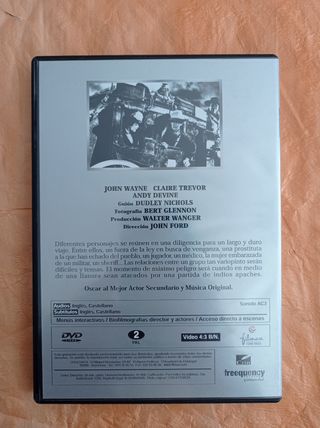 JOHN WAYNE CLAIRE TREVOR
ANDY DEVINE
Guión DUDLEY NICHOLS
Fotografía BERT GLENNON
Producción WALTER WANGER
Dirección JOHN FORD
Diferentes personajes se reúnen en una diligencia para un largo y duro
viaje. Entre ellos, un fuera de la ley en busca de venganza, una prostituta
a la que han echado del pueblo, un jugador, un médico, la mujer embarazada
de un militar, un sheriff... Las relaciones entre un grupo tan variopinto serán
difíciles y tensas. El momento de máximo peligro será cuando en medio
de una llanura sean atacados por una partida de indios apaches.
Oscar al Mejor Actor Secundario y Música Original.
Audios Inglés, Castellano Sonido AC3
Subtítulos Inglés, Castellano
Menús interactivos / Biofilmografías director y actores / Acceso directo a escenas
DVD
VIDEO
2
PAL
Vídeo 4:3 B/N.
filmax
freequency